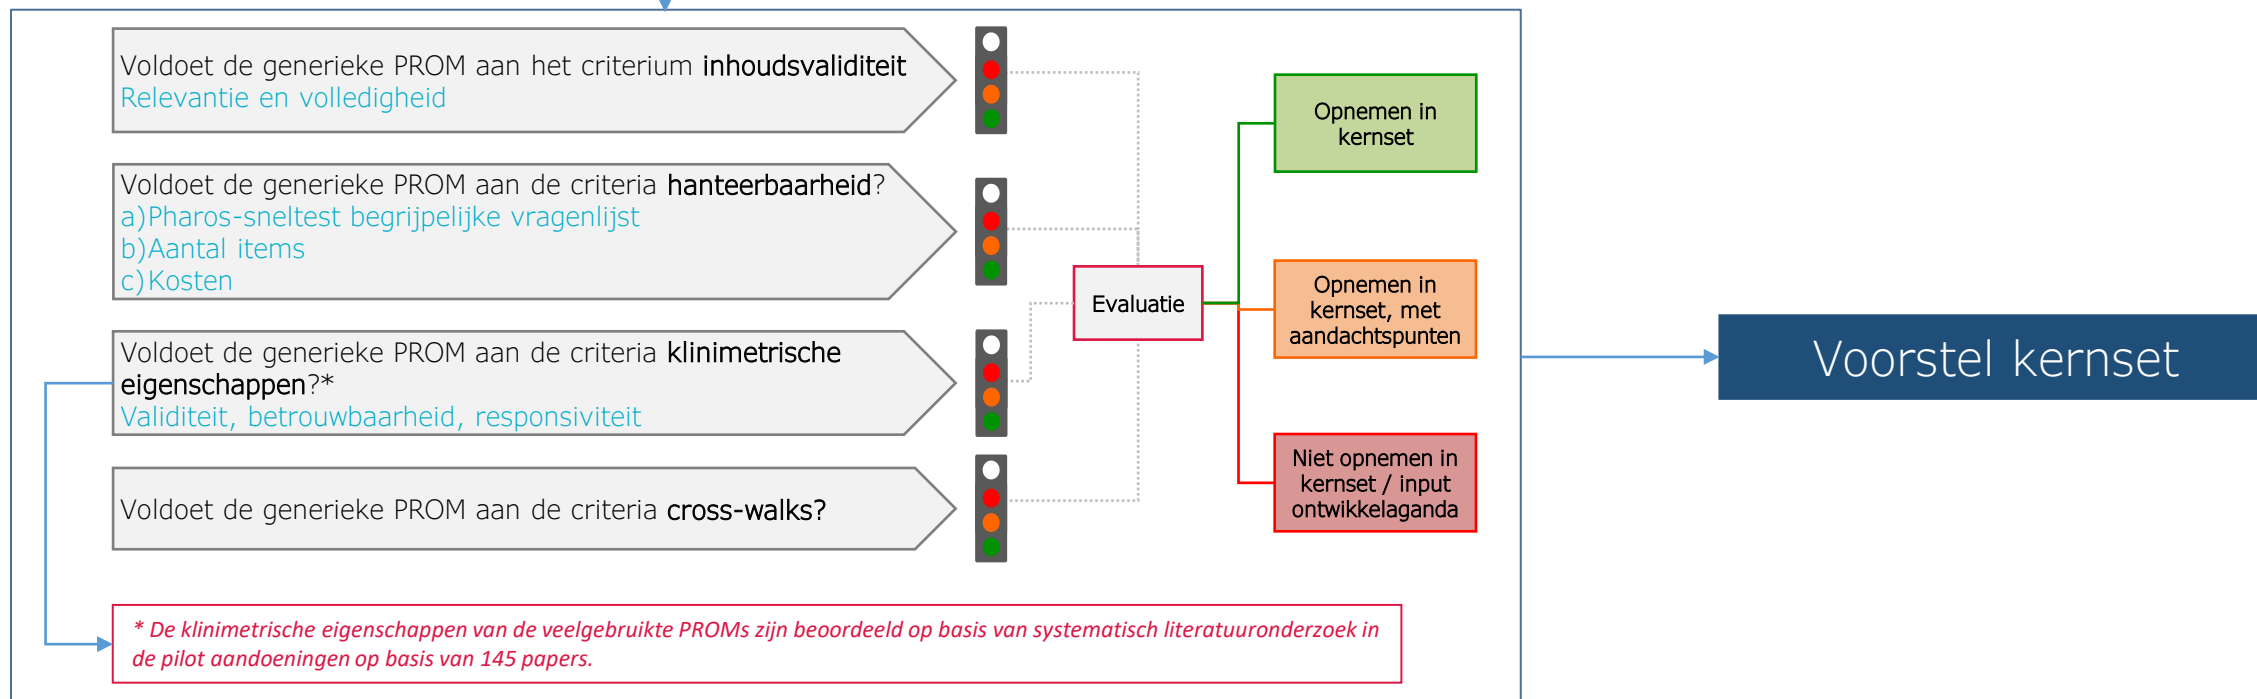 Voldoet de generieke PROM aan het criterium inhoudsvaliditeit
Relevantie en volledigheid
Voldoet de generieke PROM aan de criteria hanteerbaarheid?
a)Pharos-sneltest begrijpelijke vragenlijst
b)Aantal items
c)Kosten
Voldoet de generieke PROM aan de criteria klinimetrische
eigenschappen?*
Validiteit, betrouwbaarheid, responsiviteit
Voldoet de generieke PROM aan de criteria cross-walks?
* De klinimetrische eigenschappen van de veelgebruikte PROMs zijn beoordeeld op basis van systematisch literatuuronderzoek in
de pilot aandoeningen op basis van 145 papers.
Evaluatie
Opnemen in
kernset
Opnemen in
kernset, met
aandachtspunten
Niet opnemen in
kernset / input
ontwikkelaganda
Voorstel kernset